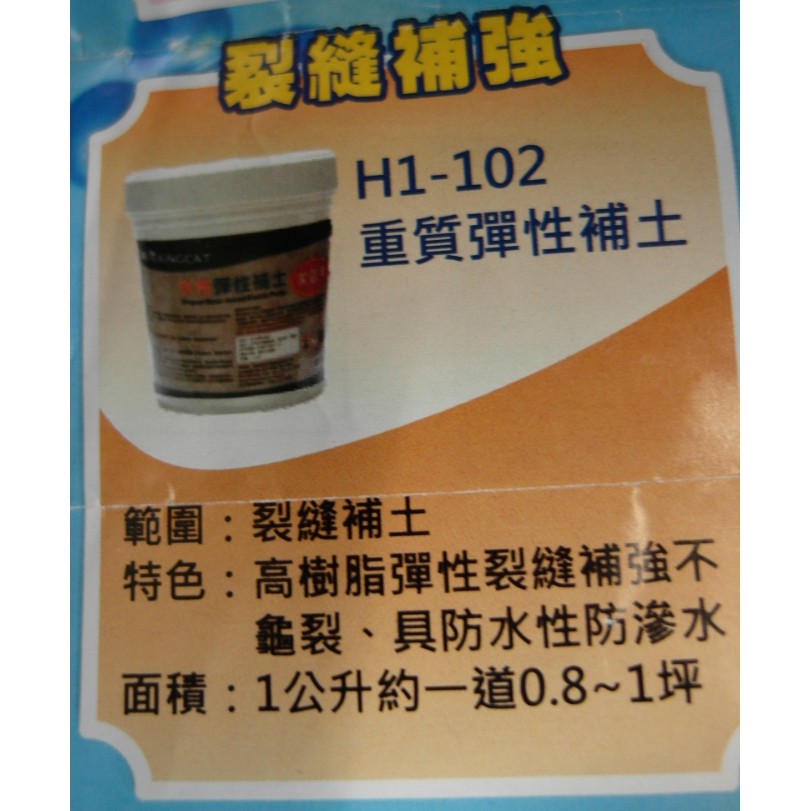 裂縫補強
H1-102
重質彈性補土
KINGCAT
彈性補土
範圍：裂縫補土
特色：高樹脂彈性裂縫補強不
龜裂、具防水性防滲水
面積：1公升約一道0.8~1坪